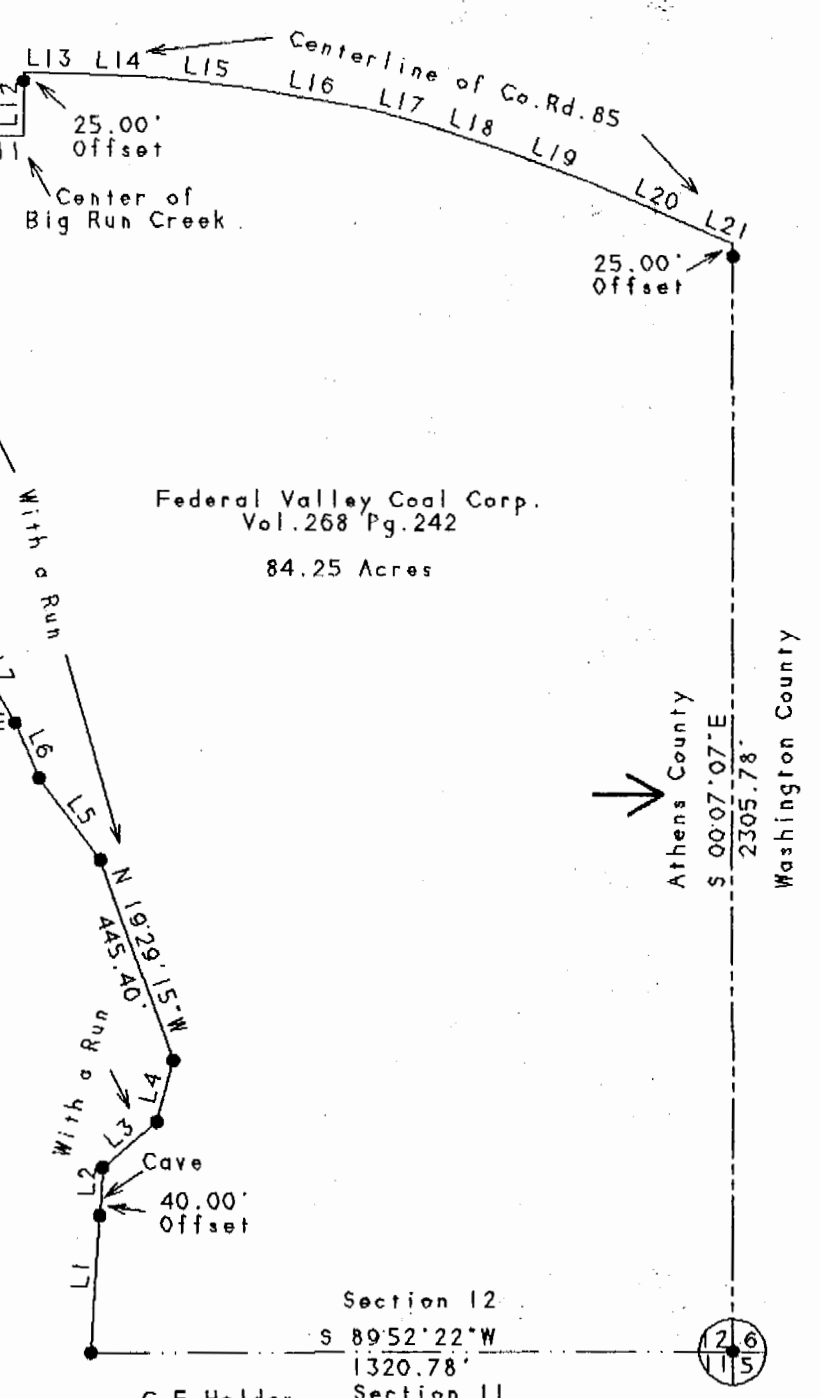 L13 L14 L15 L16 L17 L18 L19 L20 L21
Centerline of Co.Rd.85
L12
25.00'
Offset
Center of
Big Run Creek
25.00'
Offset
Federal Valley Coal Corp.
Vol.268 Pg.242
84.25 Acres
With a Run
L6
L5
N 19°29'15"W
445.40'
With a Run
L4
L3
L2
Cave
40.00'
Offset
L1
Athens County
S 00°07'07"E
2305.78'
Washington County
Section 12
S 89°52'22"W
1320.78'
Section 11
12 6
11 5